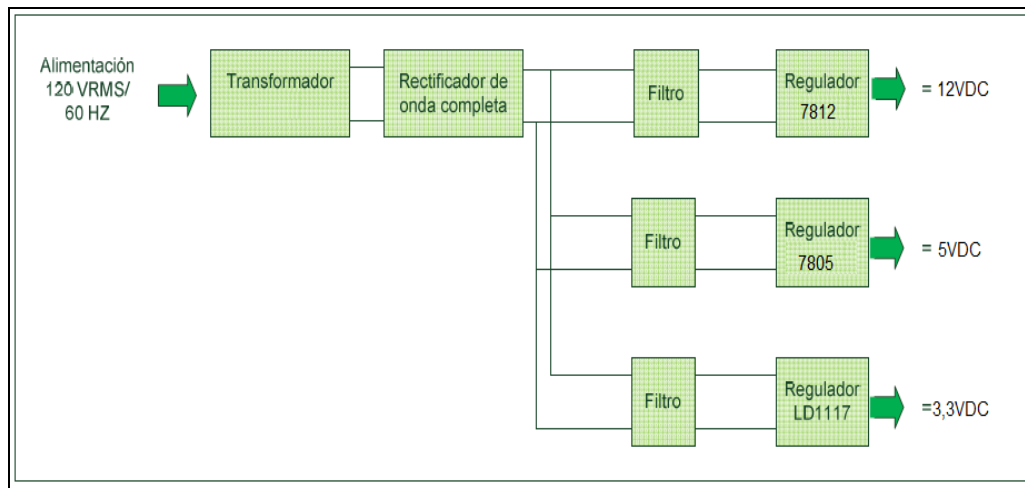 Alimentación
120 VRMS/
60 HZ
Transformador
Rectificador de
onda completa
Filtro
Regulador
7812
= 12VDC
Filtro
Regulador
7805
= 5VDC
Filtro
Regulador
LD1117
=3,3VDC